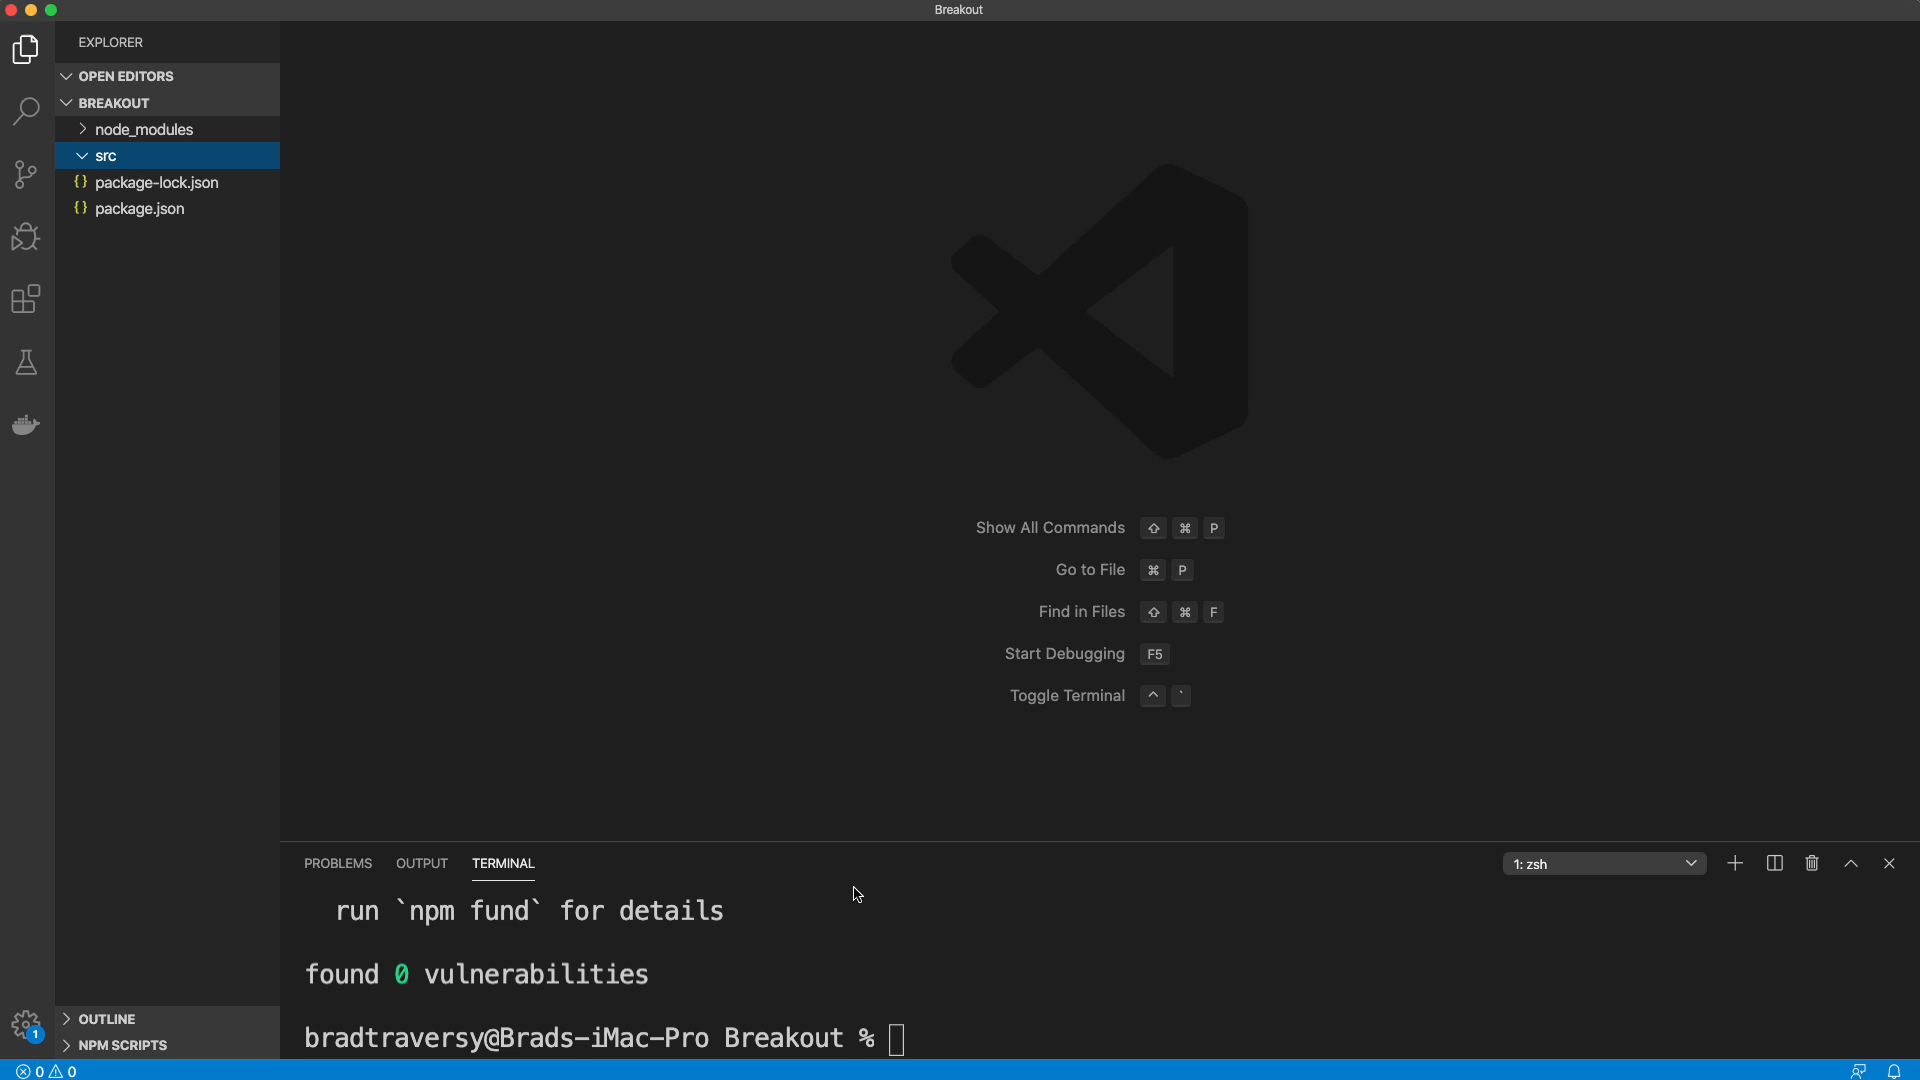 Breakout
EXPLORER
OPEN EDITORS
BREAKOUT
node_modules
src
{} package-lock.json
{} package.json
Show All Commands ⇧ ⌘ P
Go to File ⌘ P
Find in Files ⇧ ⌘ F
Start Debugging F5
Toggle Terminal ^ `
PROBLEMS OUTPUT TERMINAL 1: zsh
run `npm fund` for details
found 0 vulnerabilities
bradtraversy@Brads-iMac-Pro Breakout %
OUTLINE
NPM SCRIPTS
1
0 0